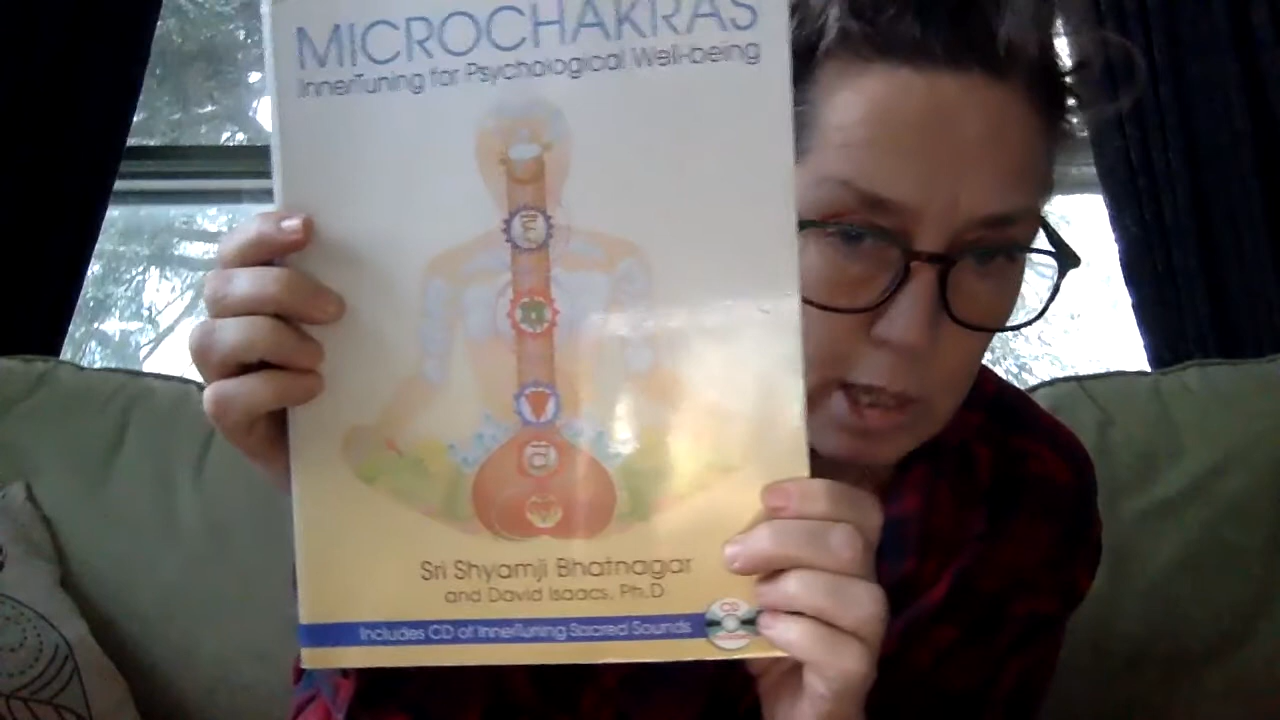 MICROCHAKRAS
InnerTuning for Psychological Well-being
Sri Shyamji Bhatnagar
and David Isaacs, Ph.D
Includes CD of InnerTuning Sacred Sounds
CD